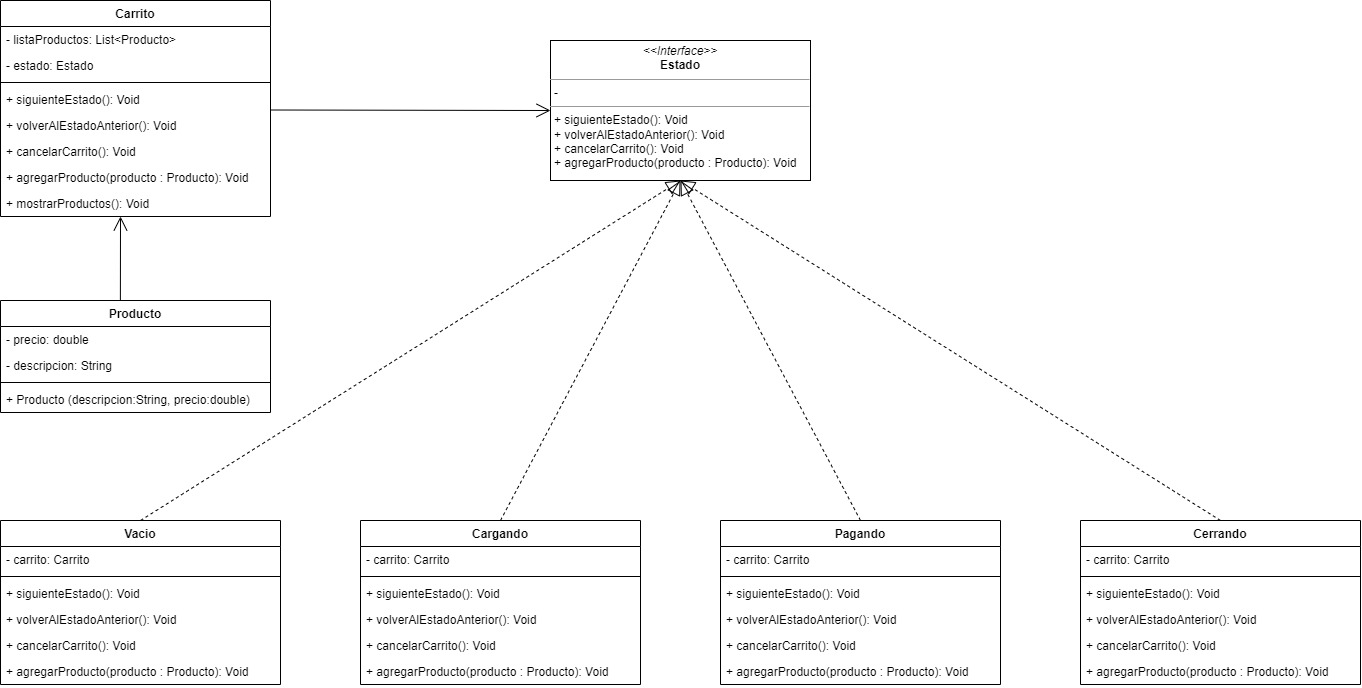 Carrito
- listaProductos: List<Producto>
- estado: Estado
+ siguienteEstado(): Void
+ volverAlEstadoAnterior(): Void
+ cancelarCarrito(): Void
+ agregarProducto(producto : Producto): Void
+ mostrarProductos(): Void
<<Interface>>
Estado
-
+ siguienteEstado(): Void
+ volverAlEstadoAnterior(): Void
+ cancelarCarrito(): Void
+ agregarProducto(producto : Producto): Void
Producto
- precio: double
- descripcion: String
+ Producto (descripcion:String, precio:double)
Vacio
- carrito: Carrito
+ siguienteEstado(): Void
+ volverAlEstadoAnterior(): Void
+ cancelarCarrito(): Void
+ agregarProducto(producto : Producto): Void
Cargando
- carrito: Carrito
+ siguienteEstado(): Void
+ volverAlEstadoAnterior(): Void
+ cancelarCarrito(): Void
+ agregarProducto(producto : Producto): Void
Pagando
- carrito: Carrito
+ siguienteEstado(): Void
+ volverAlEstadoAnterior(): Void
+ cancelarCarrito(): Void
+ agregarProducto(producto : Producto): Void
Cerrando
- carrito: Carrito
+ siguienteEstado(): Void
+ volverAlEstadoAnterior(): Void
+ cancelarCarrito(): Void
+ agregarProducto(producto : Producto): Void